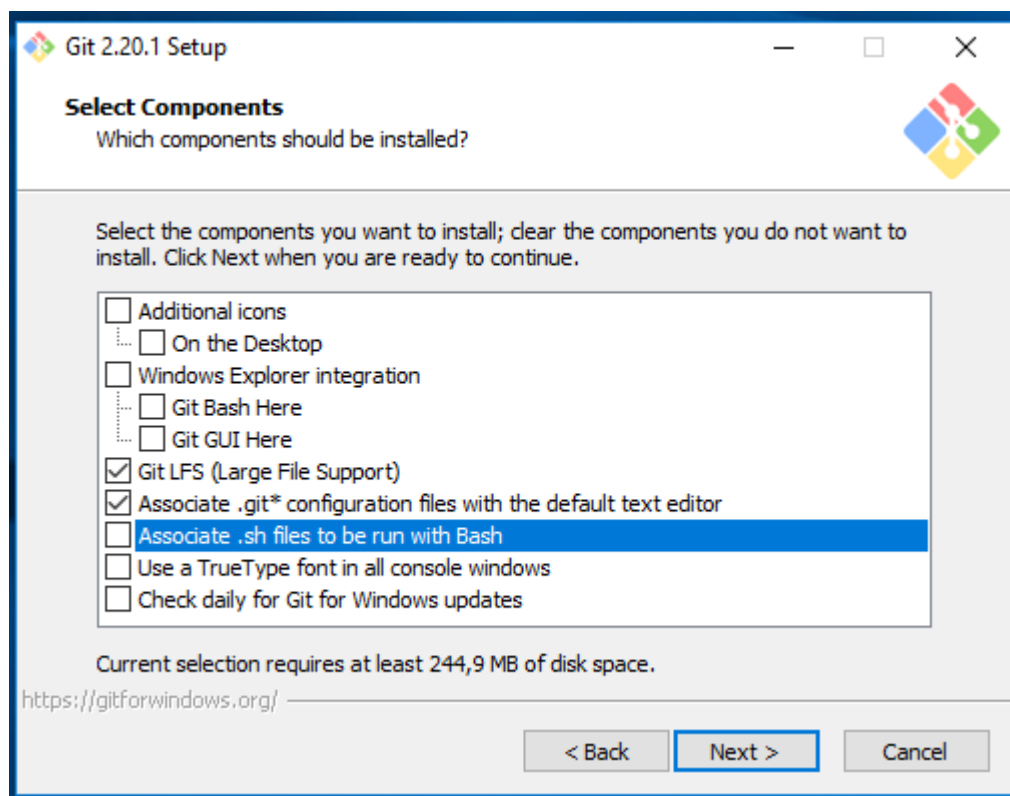 Git 2.20.1 Setup
Select Components
Which components should be installed?
Select the components you want to install; clear the components you do not want to
install. Click Next when you are ready to continue.
Additional icons
On the Desktop
Windows Explorer integration
Git Bash Here
Git GUI Here
Git LFS (Large File Support)
Associate .git* configuration files with the default text editor
Associate .sh files to be run with Bash
Use a TrueType font in all console windows
Check daily for Git for Windows updates
Current selection requires at least 244,9 MB of disk space.
https://gitforwindows.org/
< Back
Next >
Cancel